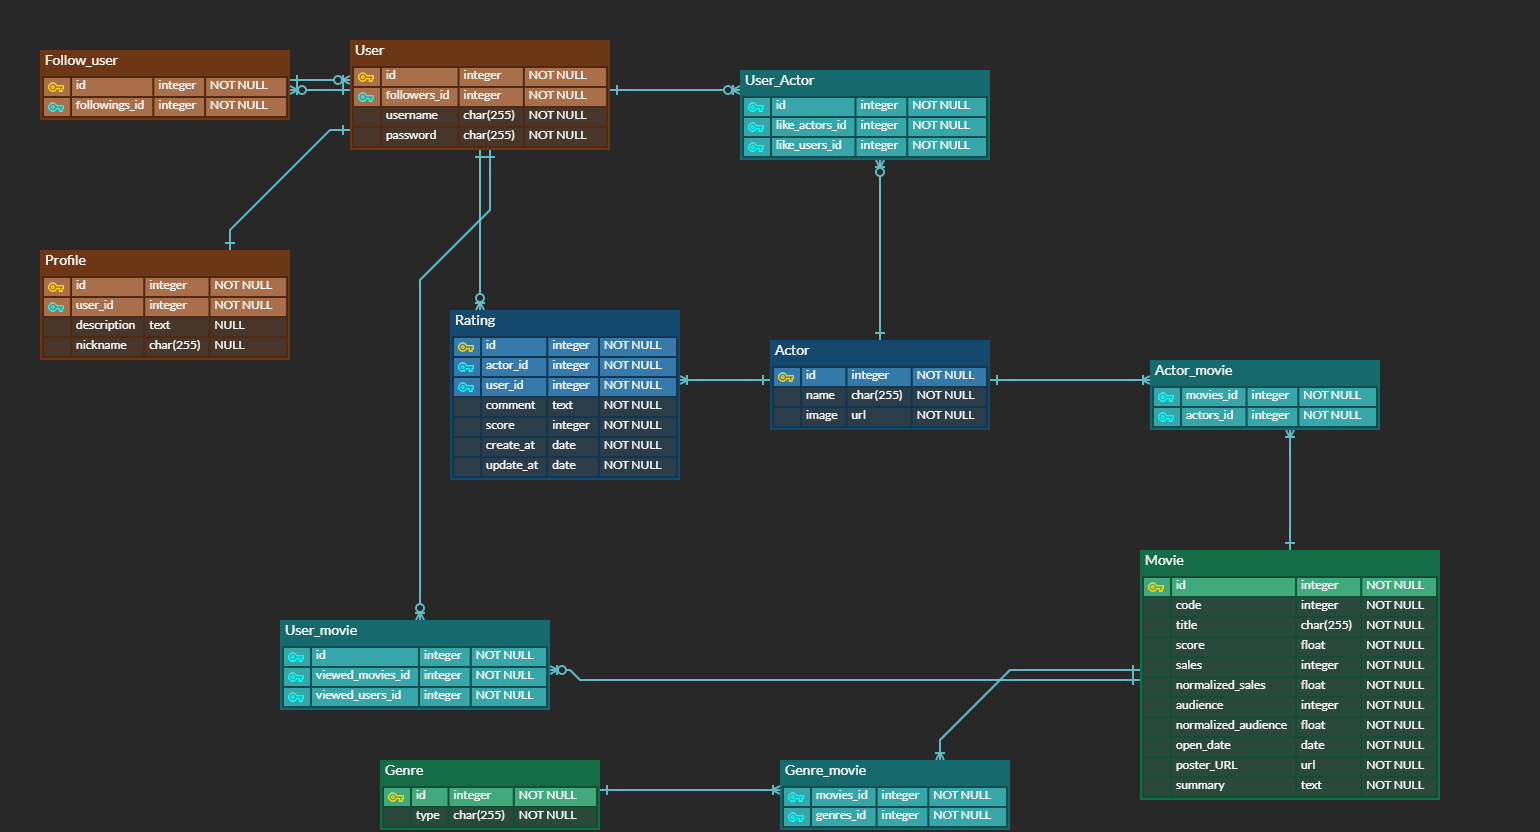 Follow_user
id integer NOT NULL
followings_id integer NOT NULL
User
id integer NOT NULL
followers_id integer NOT NULL
username char(255) NOT NULL
password char(255) NOT NULL
User_Actor
id integer NOT NULL
like_actors_id integer NOT NULL
like_users_id integer NOT NULL
Profile
id integer NOT NULL
user_id integer NOT NULL
description text NULL
nickname char(255) NULL
Rating
id integer NOT NULL
actor_id integer NOT NULL
user_id integer NOT NULL
comment text NOT NULL
score integer NOT NULL
create_at date NOT NULL
update_at date NOT NULL
Actor
id integer NOT NULL
name char(255) NOT NULL
image url NOT NULL
Actor_movie
movies_id integer NOT NULL
actors_id integer NOT NULL
User_movie
id integer NOT NULL
viewed_movies_id integer NOT NULL
viewed_users_id integer NOT NULL
Movie
id integer NOT NULL
code integer NOT NULL
title char(255) NOT NULL
score float NOT NULL
sales integer NOT NULL
normalized_sales float NOT NULL
audience integer NOT NULL
normalized_audience float NOT NULL
open_date date NOT NULL
poster_URL url NOT NULL
summary text NOT NULL
Genre
id integer NOT NULL
type char(255) NOT NULL
Genre_movie
movies_id integer NOT NULL
genres_id integer NOT NULL